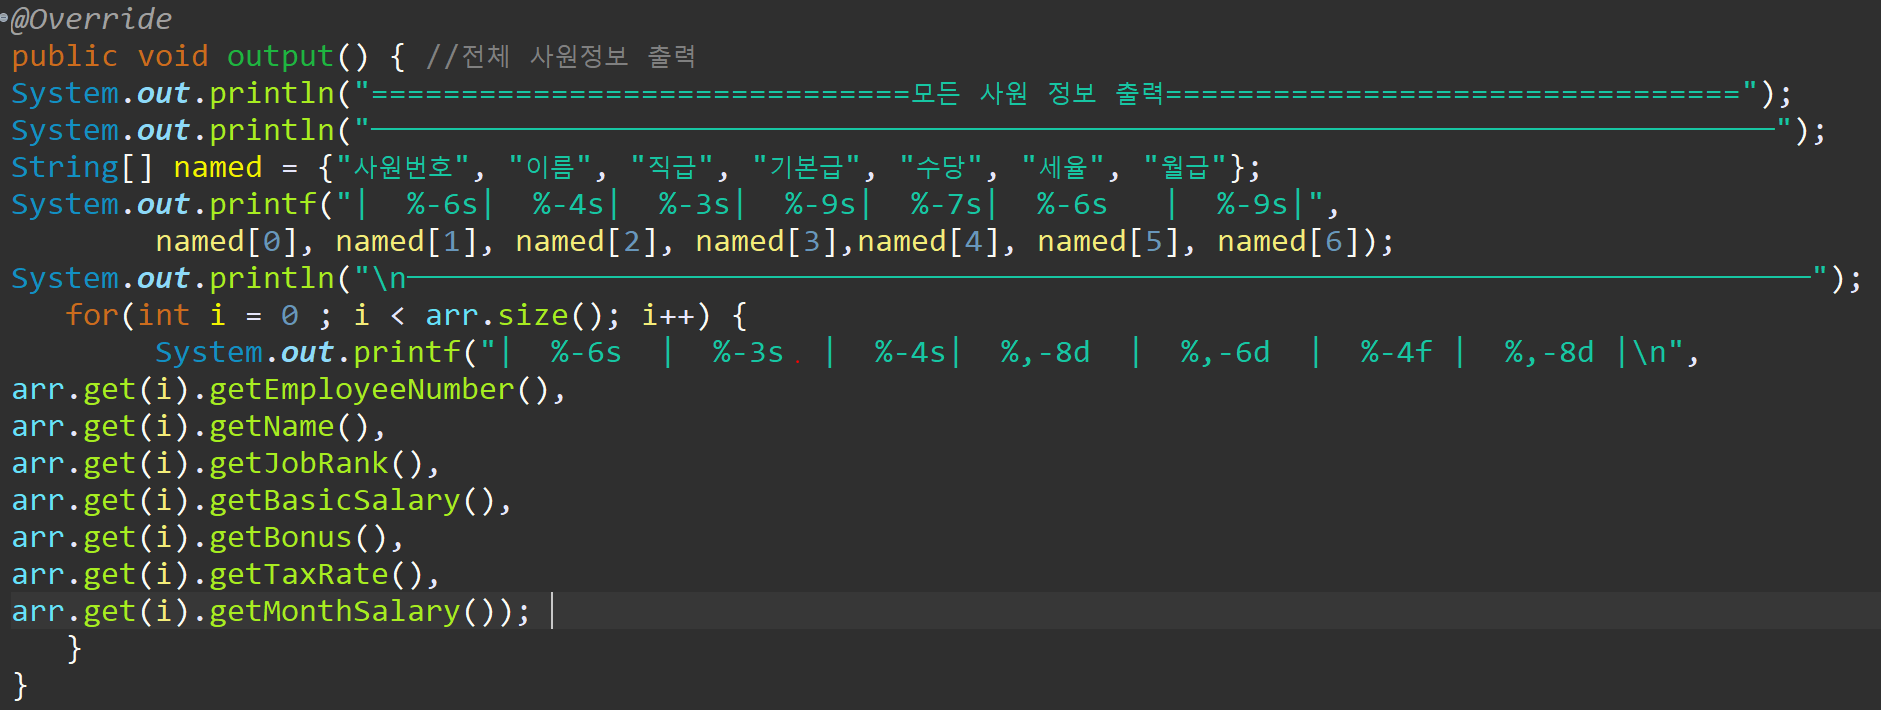 @Override
public void output() { //전체 사원정보 출력
System.out.println("==============================모든 사원 정보 출력================================");
System.out.println("──────────────────────────────────────────────────────────────────────────────");
String[] named = {"사원번호", "이름", "직급", "기본급", "수당", "세율", "월급"};
System.out.printf("|  %-6s|  %-4s|  %-3s|  %-9s|  %-7s|  %-6s   |  %-9s|",
        named[0], named[1], named[2], named[3],named[4], named[5], named[6]);
System.out.println("\n──────────────────────────────────────────────────────────────────────────────");
   for(int i = 0 ; i < arr.size(); i++) {
        System.out.printf("|  %-6s  |  %-3s  |  %-4s|  %,-8d  |  %,-6d  |  %-4f |  %,-8d |\n",
arr.get(i).getEmployeeNumber(),
arr.get(i).getName(),
arr.get(i).getJobRank(),
arr.get(i).getBasicSalary(),
arr.get(i).getBonus(),
arr.get(i).getTaxRate(),
arr.get(i).getMonthSalary());
   }
}